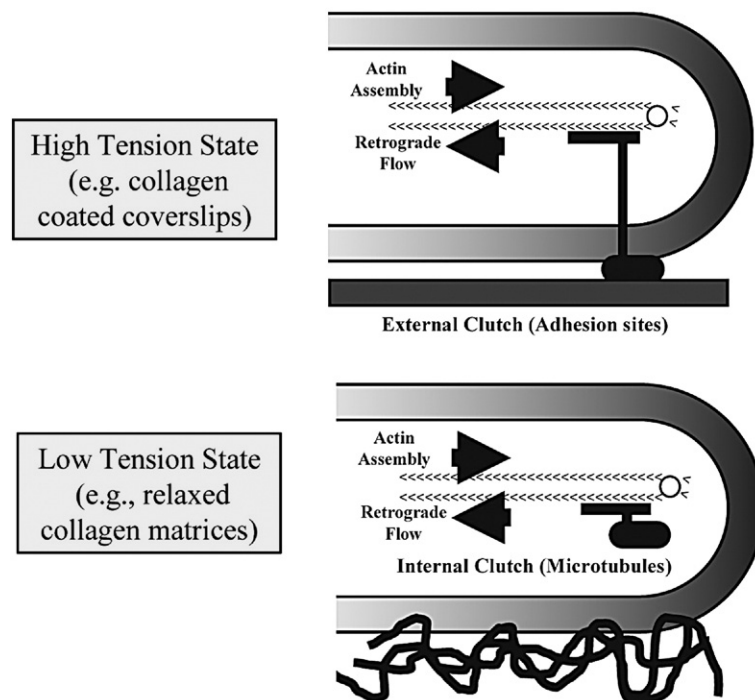 High Tension State
(e.g. collagen
coated coverslips)
Actin
Assembly
<<<<<<<<<<<<<<<<<<<<<<<<<<< <
<<<<<<<<<<<<<<<<<<<<<<<<<<< <
Retrograde
Flow
External Clutch (Adhesion sites)
Low Tension State
(e.g., relaxed
collagen matrices)
Actin
Assembly
<<<<<<<<<<<<<<<<<<<<<<<<<<< <
<<<<<<<<<<<<<<<<<<<<<<<<<<< <
Retrograde
Flow
Internal Clutch (Microtubules)